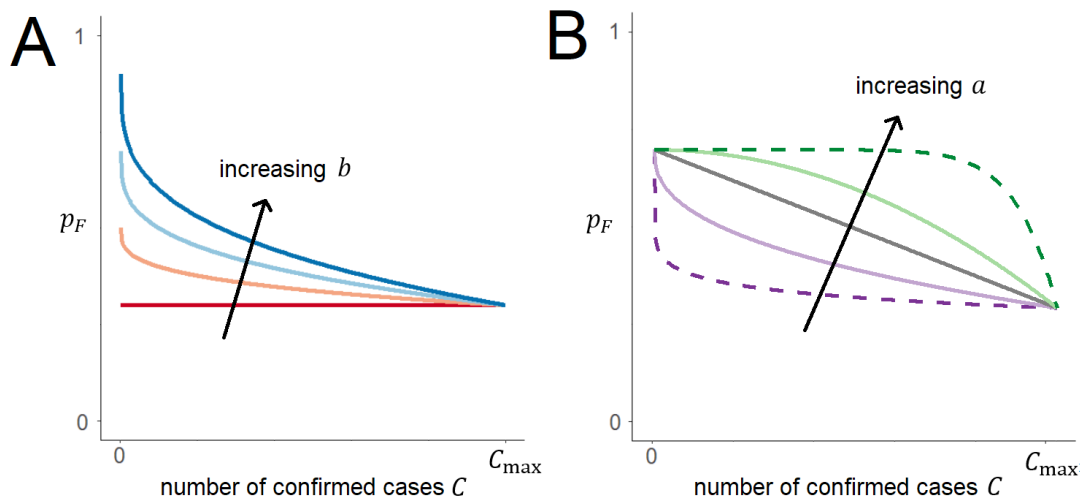 A
1
increasing b
p_F
0
0
C_max
number of confirmed cases C
B
1
increasing a
p_F
0
0
C_max
number of confirmed cases C